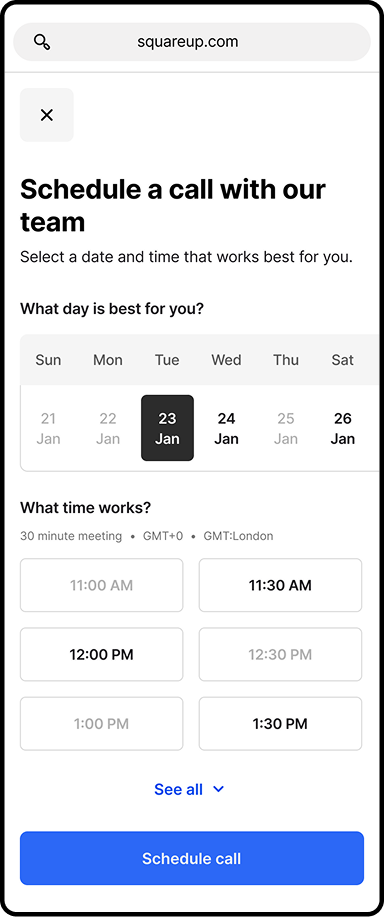 squareup.com
Schedule a call with our
team
Select a date and time that works best for you.
What day is best for you?
Sun Mon Tue Wed Thu Sat
21 22 23 24 25 26
Jan Jan Jan Jan Jan Jan
What time works?
30 minute meeting • GMT+0 • GMT:London
11:00 AM 11:30 AM
12:00 PM 12:30 PM
1:00 PM 1:30 PM
See all
Schedule call